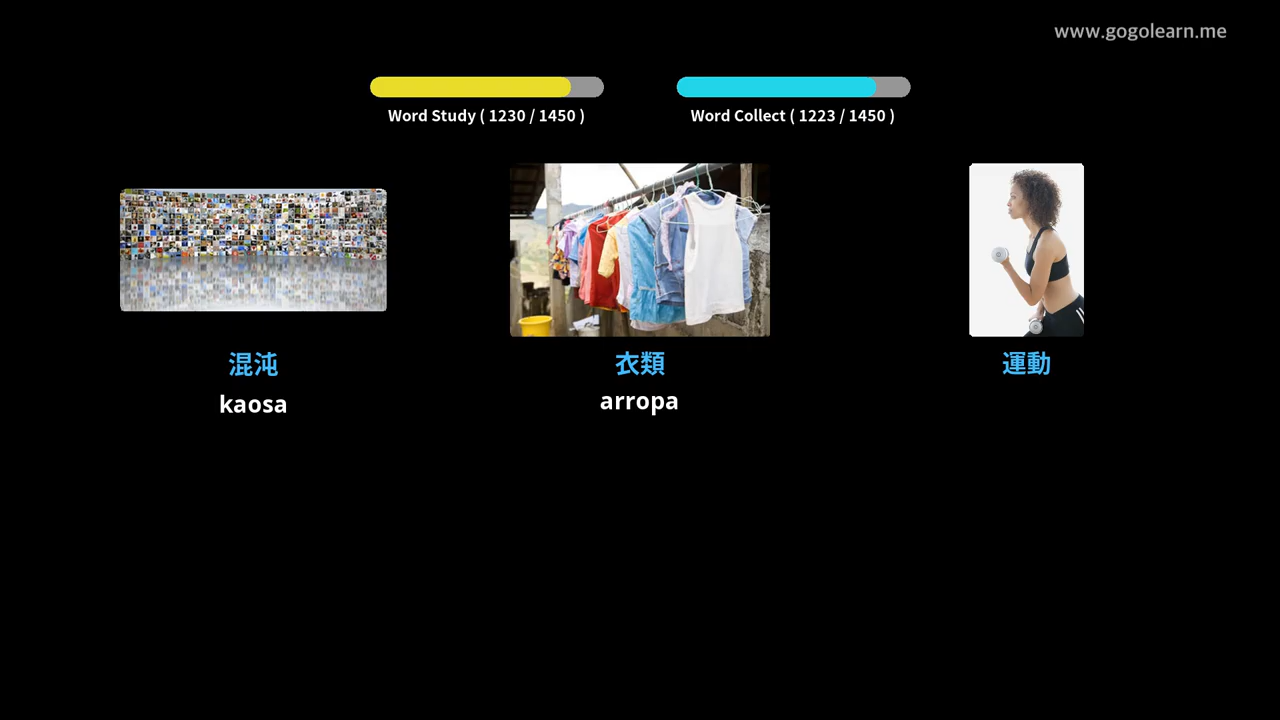 www.gogolearn.me
Word Study ( 1230 / 1450 )
Word Collect ( 1223 / 1450 )
混沌
衣類
運動
kaosa
arropa